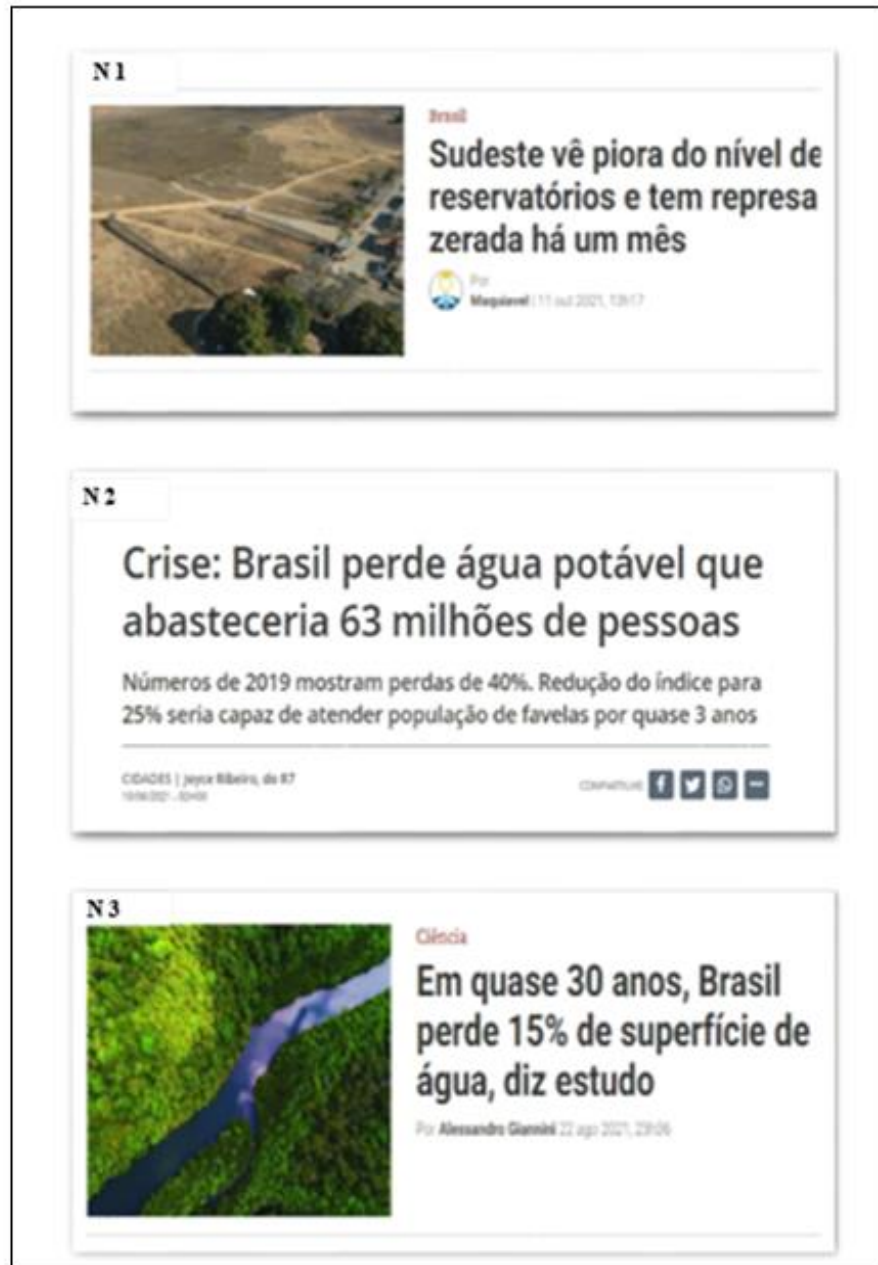 N 1
Brasil
Sudeste vê piora do nível de
reservatórios e tem represa
zerada há um mês
Por
Maquiavel | 11 out 2021, 13h17
N 2
Crise: Brasil perde água potável que
abasteceria 63 milhões de pessoas
Números de 2019 mostram perdas de 40%. Redução do índice para
25% seria capaz de atender população de favelas por quase 3 anos
CIDADES | Joyce Ribeiro, do R7
COMPARTILHE
N 3
Ciência
Em quase 30 anos, Brasil
perde 15% de superfície de
água, diz estudo
Por Alessandro Giannini 22 ago 2021, 23h06